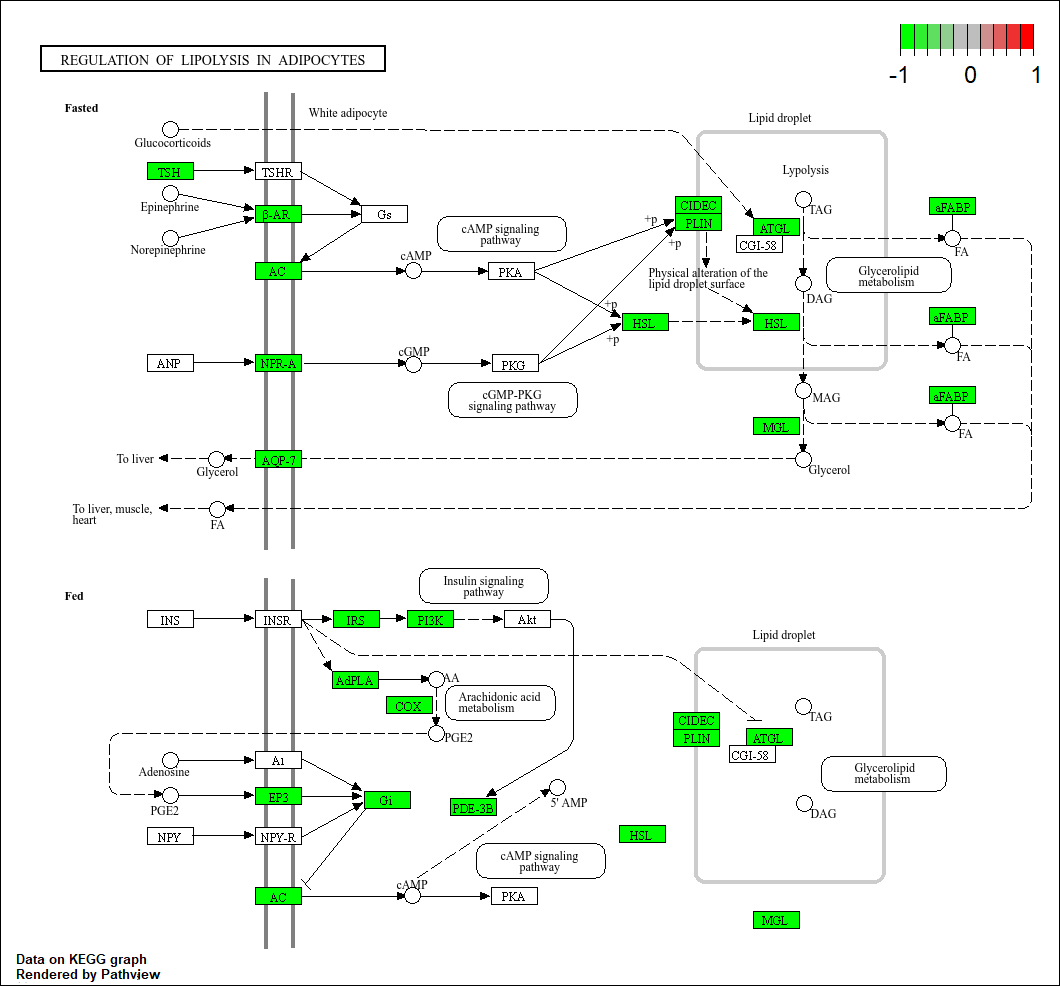 -1
0
1
REGULATION OF LIPOLYSIS IN ADIPOCYTES
Fasted
White adipocyte
Lipid droplet
Glucocorticoids
TSH
TSHR
Lypolysis
Epinephrine
β-AR
Gs
CIDEC
PLIN
+p
+p
ATGL
CGI-58
TAG
aFABP
Norepinephrine
cAMP signaling
pathway
FA
AC
cAMP
PKA
Physical alteration of the
lipid droplet surface
Glycerolipid
metabolism
DAG
+p
HSL
HSL
aFABP
+p
FA
ANP
NPR-A
cGMP
PKG
cGMP-PKG
signaling pathway
MAG
aFABP
MGL
FA
To liver
Glycerol
AQP-7
Glycerol
To liver, muscle,
heart
FA
Fed
Insulin signaling
pathway
INS
INSR
IRS
PI3K
Akt
Lipid droplet
AdPLA
AA
COX
Arachidonic acid
metabolism
PGE2
CIDEC
PLIN
ATGL
CGI-58
TAG
Adenosine
A1
Glycerolipid
metabolism
PGE2
EP3
Gi
PDE-3B
5' AMP
DAG
NPY
NPY-R
HSL
cAMP signaling
pathway
AC
cAMP
PKA
MGL
Data on KEGG graph
Rendered by Pathview